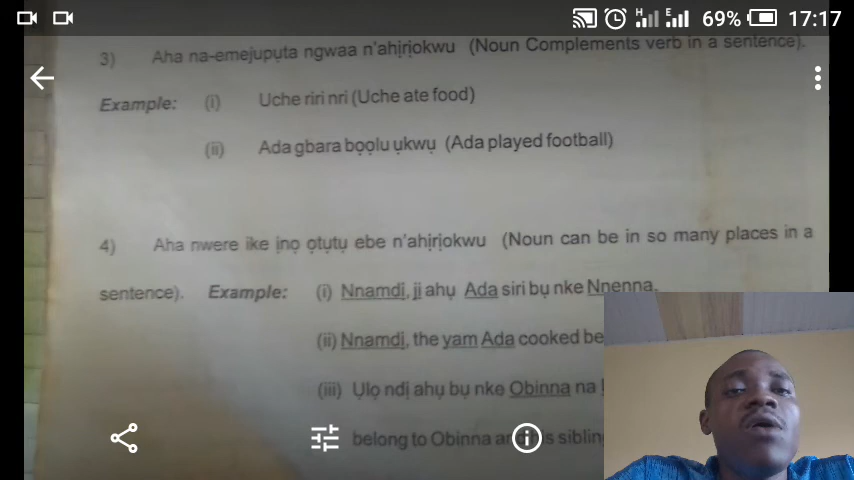 H E 69% 17:17
3) Aha na-emejupụta ngwaa n'ahịrịokwu (Noun Complements verb in a sentence).
Example: (i) Uche riri nri (Uche ate food)
(ii) Ada gbara bọọlu ụkwụ (Ada played football)
4) Aha nwere ike ịnọ ọtụtụ ebe n'ahịrịokwu (Noun can be in so many places in a
sentence). Example: (i) Nnamdị, ji ahụ Ada siri bụ nke Nnenna.
(ii) Nnamdị, the yam Ada cooked be
(iii) Ụlọ ndị ahụ bụ nke Obinna na
belong to Obinna and his siblin